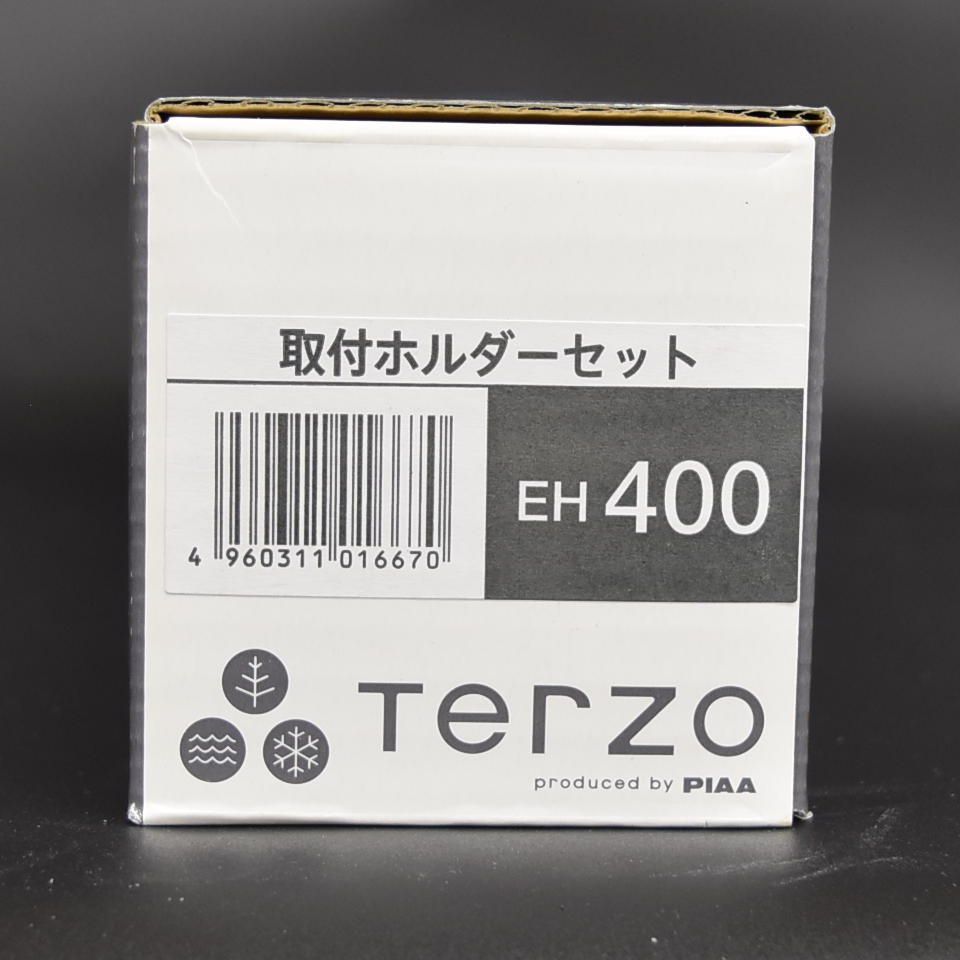 取付ホルダーセット
EH 400
4 960311 016670
Terzo
produced by PIAA